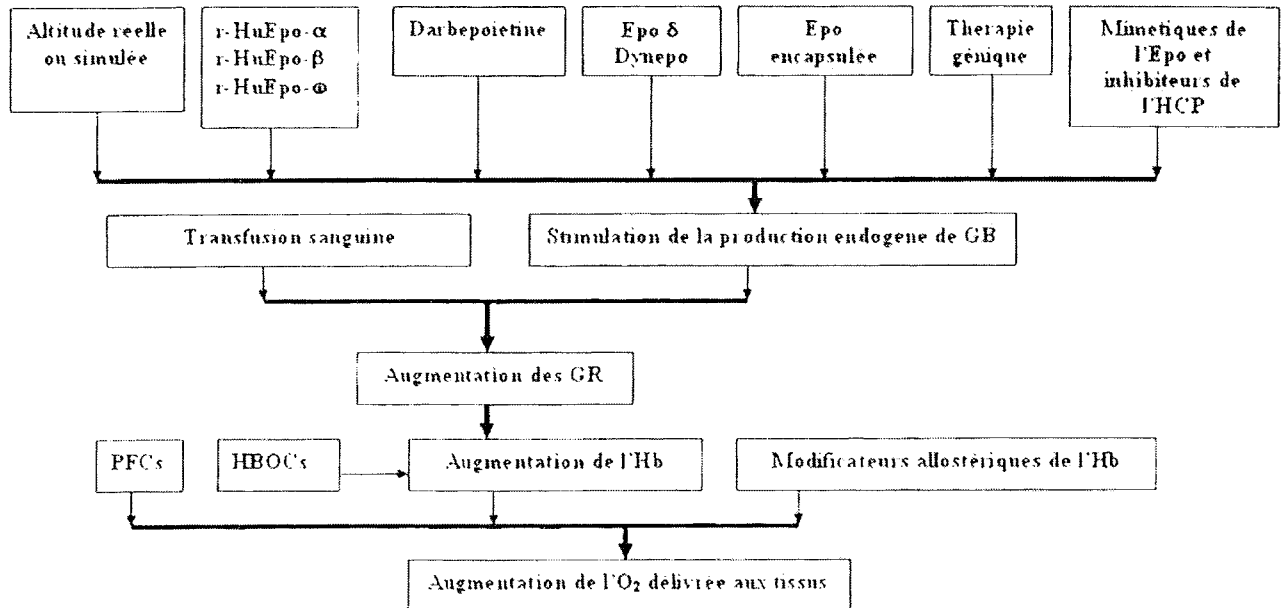 Altitude réelle
ou simulée
r-HuEpo-α
r-HuEpo-β
r-HuEpo-ω
Darbepoietine
Epo δ
Dynepo
Epo
encapsulée
Therapie
génique
Mimetiques de
l'Epo et
inhibiteurs de
l'HCP
Transfusion sanguine
Stimulation de la production endogene de GB
Augmentation des GR
PFCs
HBOCs
Augmentation de l'Hb
Modificateurs allostériques de l'Hb
Augmentation de l'O₂ délivrée aux tissus